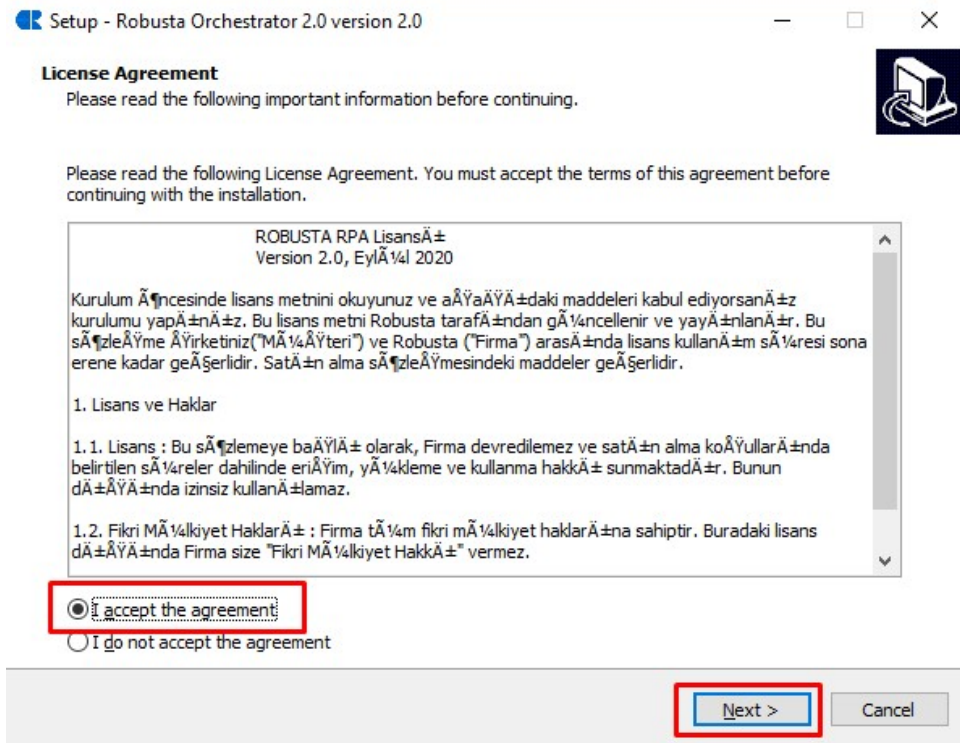 Setup - Robusta Orchestrator 2.0 version 2.0
License Agreement
Please read the following important information before continuing.
Please read the following License Agreement. You must accept the terms of this agreement before
continuing with the installation.
ROBUSTA RPA LisansÄ±
Version 2.0, EylÃ¼l 2020
Kurulum Ã¶ncesinde lisans metnini okuyunuz ve aÅŸaÄŸÄ±daki maddeleri kabul ediyorsanÄ±z
kurulumu yapÄ±nÄ±z. Bu lisans metni Robusta tarafÄ±ndan gÃ¼ncellenir ve yayÄ±nlanÄ±r. Bu
sÃ¶zleÅŸme ÅŸirketiniz("MÃ¼ÅŸteri") ve Robusta ("Firma") arasÄ±nda lisans kullanÄ±m sÃ¼resi sona
erene kadar geÃ§erlidir. SatÄ±n alma sÃ¶zleÅŸmesindeki maddeler geÃ§erlidir.
1. Lisans ve Haklar
1.1. Lisans : Bu sÃ¶zlemeye baÄŸlÄ± olarak, Firma devredilemez ve satÄ±n alma koÅŸullarÄ±nda
belirtilen sÃ¼reler dahilinde eriÅŸim, yÃ¼kleme ve kullanma hakkÄ± sunmaktadÄ±r. Bunun
dÄ±ÅŸÄ±nda izinsiz kullanÄ±lamaz.
1.2. Fikri MÃ¼lkiyet HaklarÄ± : Firma tÃ¼m fikri mÃ¼lkiyet haklarÄ±na sahiptir. Buradaki lisans
dÄ±ÅŸÄ±nda Firma size "Fikri MÃ¼lkiyet HakkÄ±" vermez.
I accept the agreement
I do not accept the agreement
Next >
Cancel